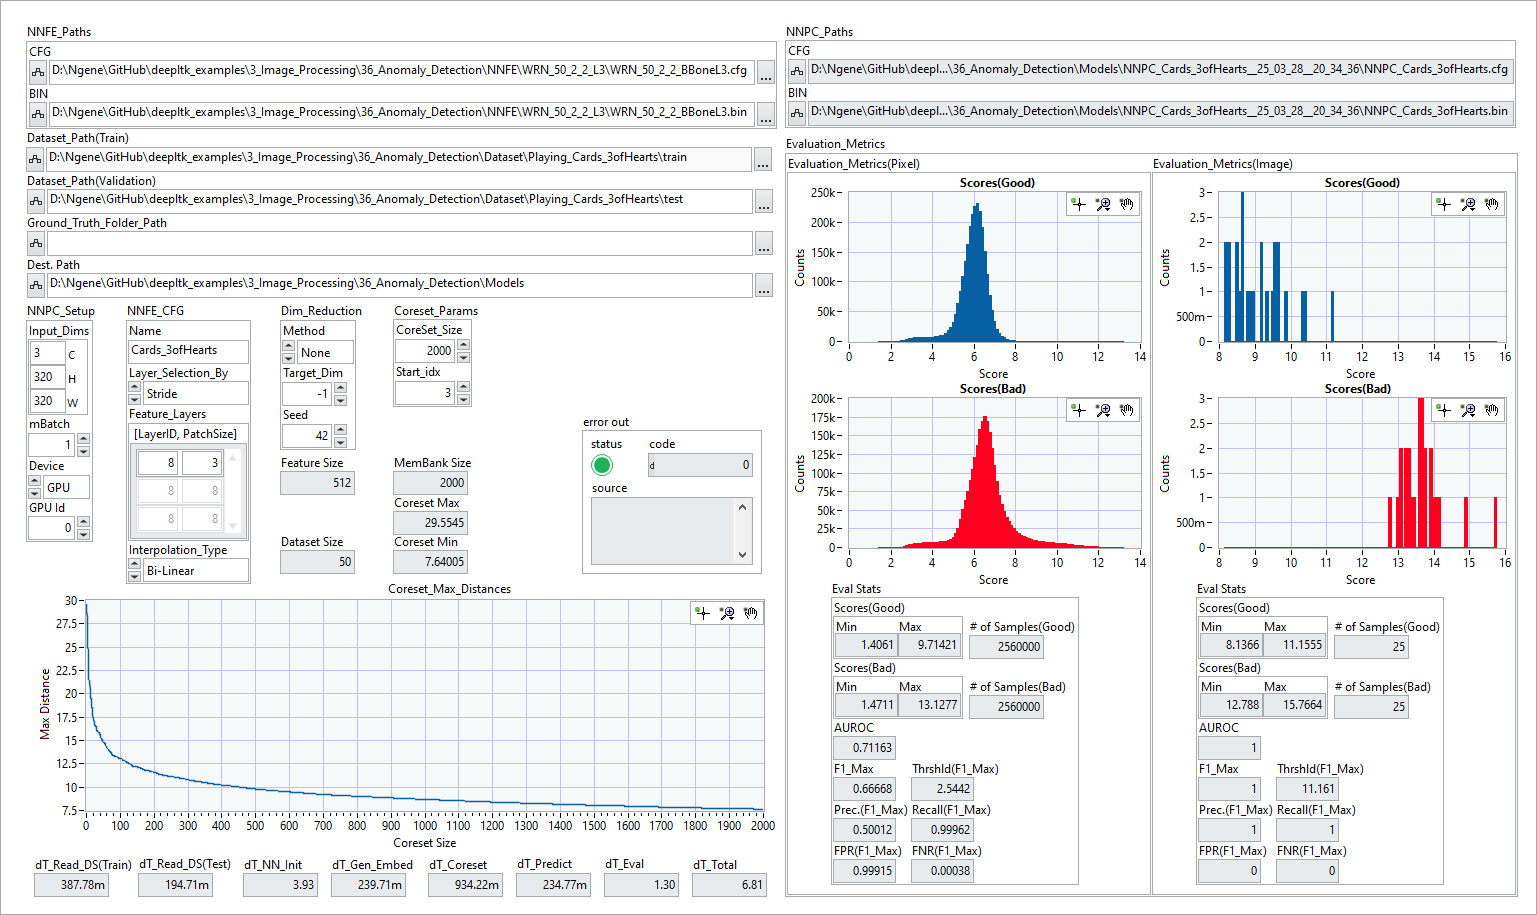 NNFE_Paths
CFG
D:\Ngene\GitHub\deepltk_examples\3_Image_Processing\36_Anomaly_Detection\NNFE\WRN_50_2_2_L3\WRN_50_2_2_BBoneL3.cfg
...
BIN
D:\Ngene\GitHub\deepltk_examples\3_Image_Processing\36_Anomaly_Detection\NNFE\WRN_50_2_2_L3\WRN_50_2_2_BBoneL3.bin
...
Dataset_Path(Train)
D:\Ngene\GitHub\deepltk_examples\3_Image_Processing\36_Anomaly_Detection\Dataset\Playing_Cards_3ofHearts\train
...
Dataset_Path(Validation)
D:\Ngene\GitHub\deepltk_examples\3_Image_Processing\36_Anomaly_Detection\Dataset\Playing_Cards_3ofHearts\test
...
Ground_Truth_Folder_Path
...
Dest. Path
D:\Ngene\GitHub\deepltk_examples\3_Image_Processing\36_Anomaly_Detection\Models
...
NNPC_Setup
Input_Dims
3 C
320 H
320 W
mBatch
1
Device
GPU
GPU Id
0
NNFE_CFG
Name
Cards_3ofHearts
Layer_Selection_By
Stride
Feature_Layers
[LayerID, PatchSize]
8 3
8 8
8 8
Interpolation_Type
Bi-Linear
Dim_Reduction
Method
None
Target_Dim
-1
Seed
42
Feature Size
512
Dataset Size
50
Coreset_Params
CoreSet_Size
2000
Start_idx
3
MemBank Size
2000
Coreset Max
29.5545
Coreset Min
7.64005
error out
status code
d 0
source
Coreset_Max_Distances
30
27.5
25
22.5
20
17.5
15
12.5
10
7.5
Max Distance
0 100 200 300 400 500 600 700 800 900 1000 1100 1200 1300 1400 1500 1600 1700 1800 1900 2000
Coreset Size
dT_Read_DS(Train) dT_Read_DS(Test) dT_NN_Init dT_Gen_Embed dT_Coreset dT_Predict dT_Eval dT_Total
387.78m 194.71m 3.93 239.71m 934.22m 234.77m 1.30 6.81
NNPC_Paths
CFG
D:\Ngene\GitHub\deepl...\36_Anomaly_Detection\Models\NNPC_Cards_3ofHearts__25_03_28__20_34_36\NNPC_Cards_3ofHearts.cfg
BIN
D:\Ngene\GitHub\deepl...\36_Anomaly_Detection\Models\NNPC_Cards_3ofHearts__25_03_28__20_34_36\NNPC_Cards_3ofHearts.bin
Evaluation_Metrics
Evaluation_Metrics(Pixel)
Scores(Good)
250k
200k
150k
100k
50k
0
Counts
0 2 4 6 8 10 12 14
Score
Scores(Bad)
200k
175k
150k
125k
100k
75k
50k
25k
0
Counts
0 2 4 6 8 10 12 14
Score
Eval Stats
Scores(Good)
Min Max # of Samples(Good)
1.4061 9.71421 2560000
Scores(Bad)
Min Max # of Samples(Bad)
1.4711 13.1277 2560000
AUROC
0.71163
F1_Max Thrshld(F1_Max)
0.66668 2.5442
Prec.(F1_Max) Recall(F1_Max)
0.50012 0.99962
FPR(F1_Max) FNR(F1_Max)
0.99915 0.00038
Evaluation_Metrics(Image)
Scores(Good)
3
2.5
2
1.5
1
500m
0
Counts
8 9 10 11 12 13 14 15 16
Score
Scores(Bad)
3
2.5
2
1.5
1
500m
0
Counts
8 9 10 11 12 13 14 15 16
Score
Eval Stats
Scores(Good)
Min Max # of Samples(Good)
8.1366 11.1555 25
Scores(Bad)
Min Max # of Samples(Bad)
12.788 15.7664 25
AUROC
1
F1_Max Thrshld(F1_Max)
1 11.161
Prec.(F1_Max) Recall(F1_Max)
1 1
FPR(F1_Max) FNR(F1_Max)
0 0